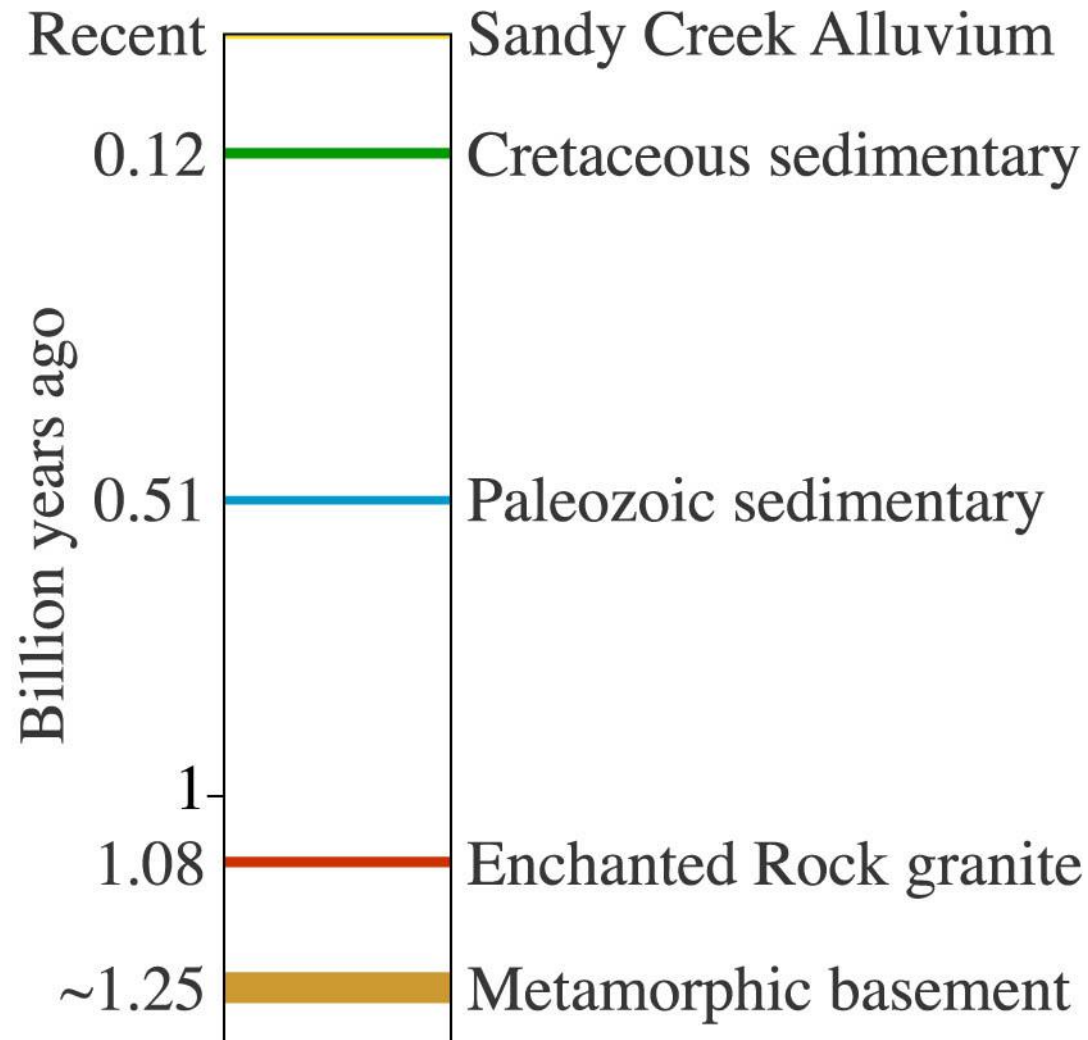 Recent Sandy Creek Alluvium
0.12 Cretaceous sedimentary
Billion years ago
0.51 Paleozoic sedimentary
1
1.08 Enchanted Rock granite
~1.25 Metamorphic basement